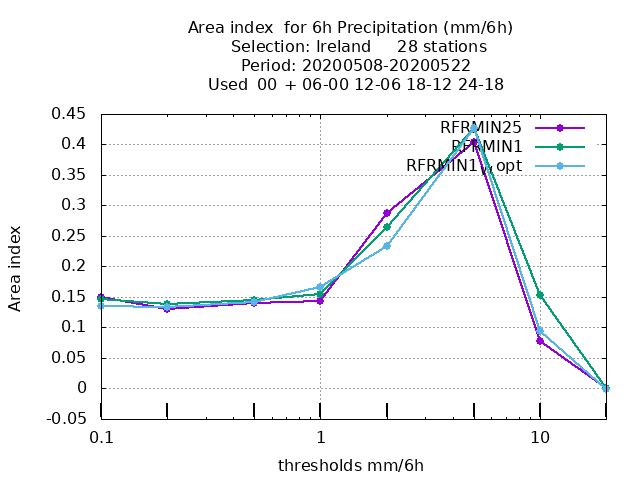 Area index  for 6h Precipitation (mm/6h)
Selection: Ireland     28 stations
Period: 20200508-20200522
Used  00 + 06-00 12-06 18-12 24-18
0.45
0.4
0.35
0.3
0.25
0.2
0.15
0.1
0.05
0
-0.05
Area index
RFRMIN25
RFRMIN1
0.1
1
10
thresholds mm/6h